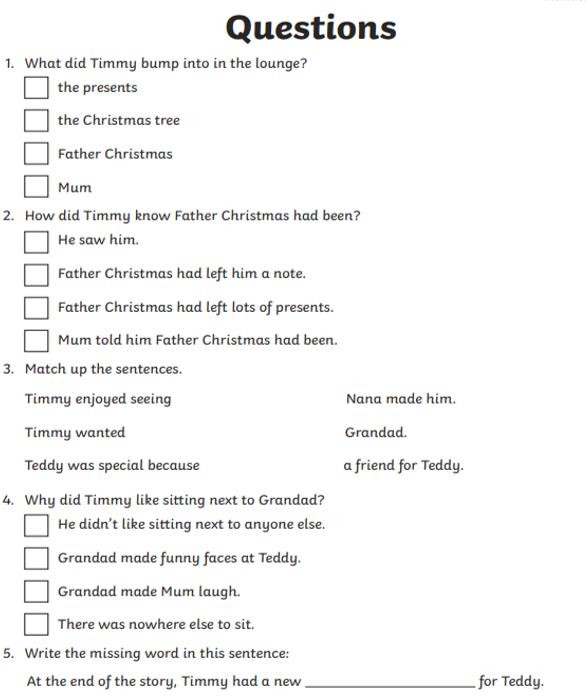 Questions
1. What did Timmy bump into in the lounge?
the presents
the Christmas tree
Father Christmas
Mum
2. How did Timmy know Father Christmas had been?
He saw him.
Father Christmas had left him a note.
Father Christmas had left lots of presents.
Mum told him Father Christmas had been.
3. Match up the sentences.
Timmy enjoyed seeing Nana made him.
Timmy wanted Grandad.
Teddy was special because a friend for Teddy.
4. Why did Timmy like sitting next to Grandad?
He didn't like sitting next to anyone else.
Grandad made funny faces at Teddy.
Grandad made Mum laugh.
There was nowhere else to sit.
5. Write the missing word in this sentence:
At the end of the story, Timmy had a new ____________________ for Teddy.